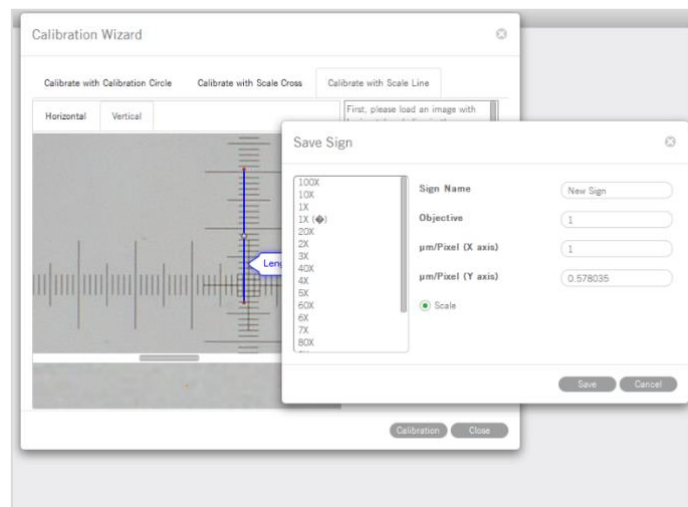 Calibration Wizard
Calibrate with Calibration Circle
Calibrate with Scale Cross
Calibrate with Scale Line
Horizontal
Vertical
First, please load an image with
Save Sign
100X
10X
1X
1X (�)
20X
2X
3X
40X
4X
5X
60X
6X
7X
80X
Sign Name
New Sign
Objective
1
µm/Pixel (X axis)
1
µm/Pixel (Y axis)
0.578035
Scale
Save
Cancel
Calibration
Close